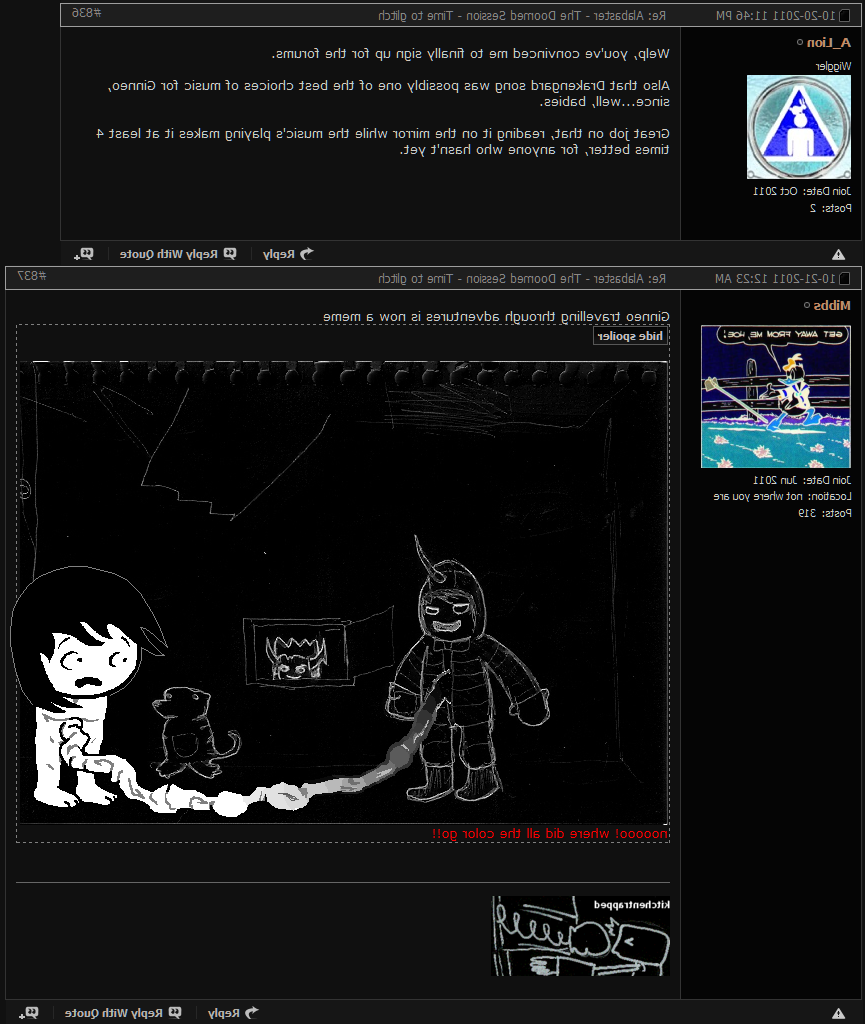 10-20-2011 11:46 PM Re: Alabaster - The Doomed Session - Time to glitch #836
A_Lion
Wiggler
Join Date: Oct 2011
Posts: 2
Welp, you've convinced me to finally sign up for the forums.
Also that Drakengard song was possibly one of the best choices of music for Ginneo,
since...well, babies.
Great job on that, reading it on the mirror while the music's playing makes it at least 4
times better, for anyone who hasn't yet.
Reply Reply With Quote
10-21-2011 12:23 AM Re: Alabaster - The Doomed Session - Time to glitch #837
Mibbs
GET AWAY FROM ME, HOE
Join Date: Jun 2011
Location: not where you are
Posts: 319
Ginneo travelling through adventures is now a meme
hide spoiler
nooooo! where did all the color go!!
kitchentrapped
Reply Reply With Quote